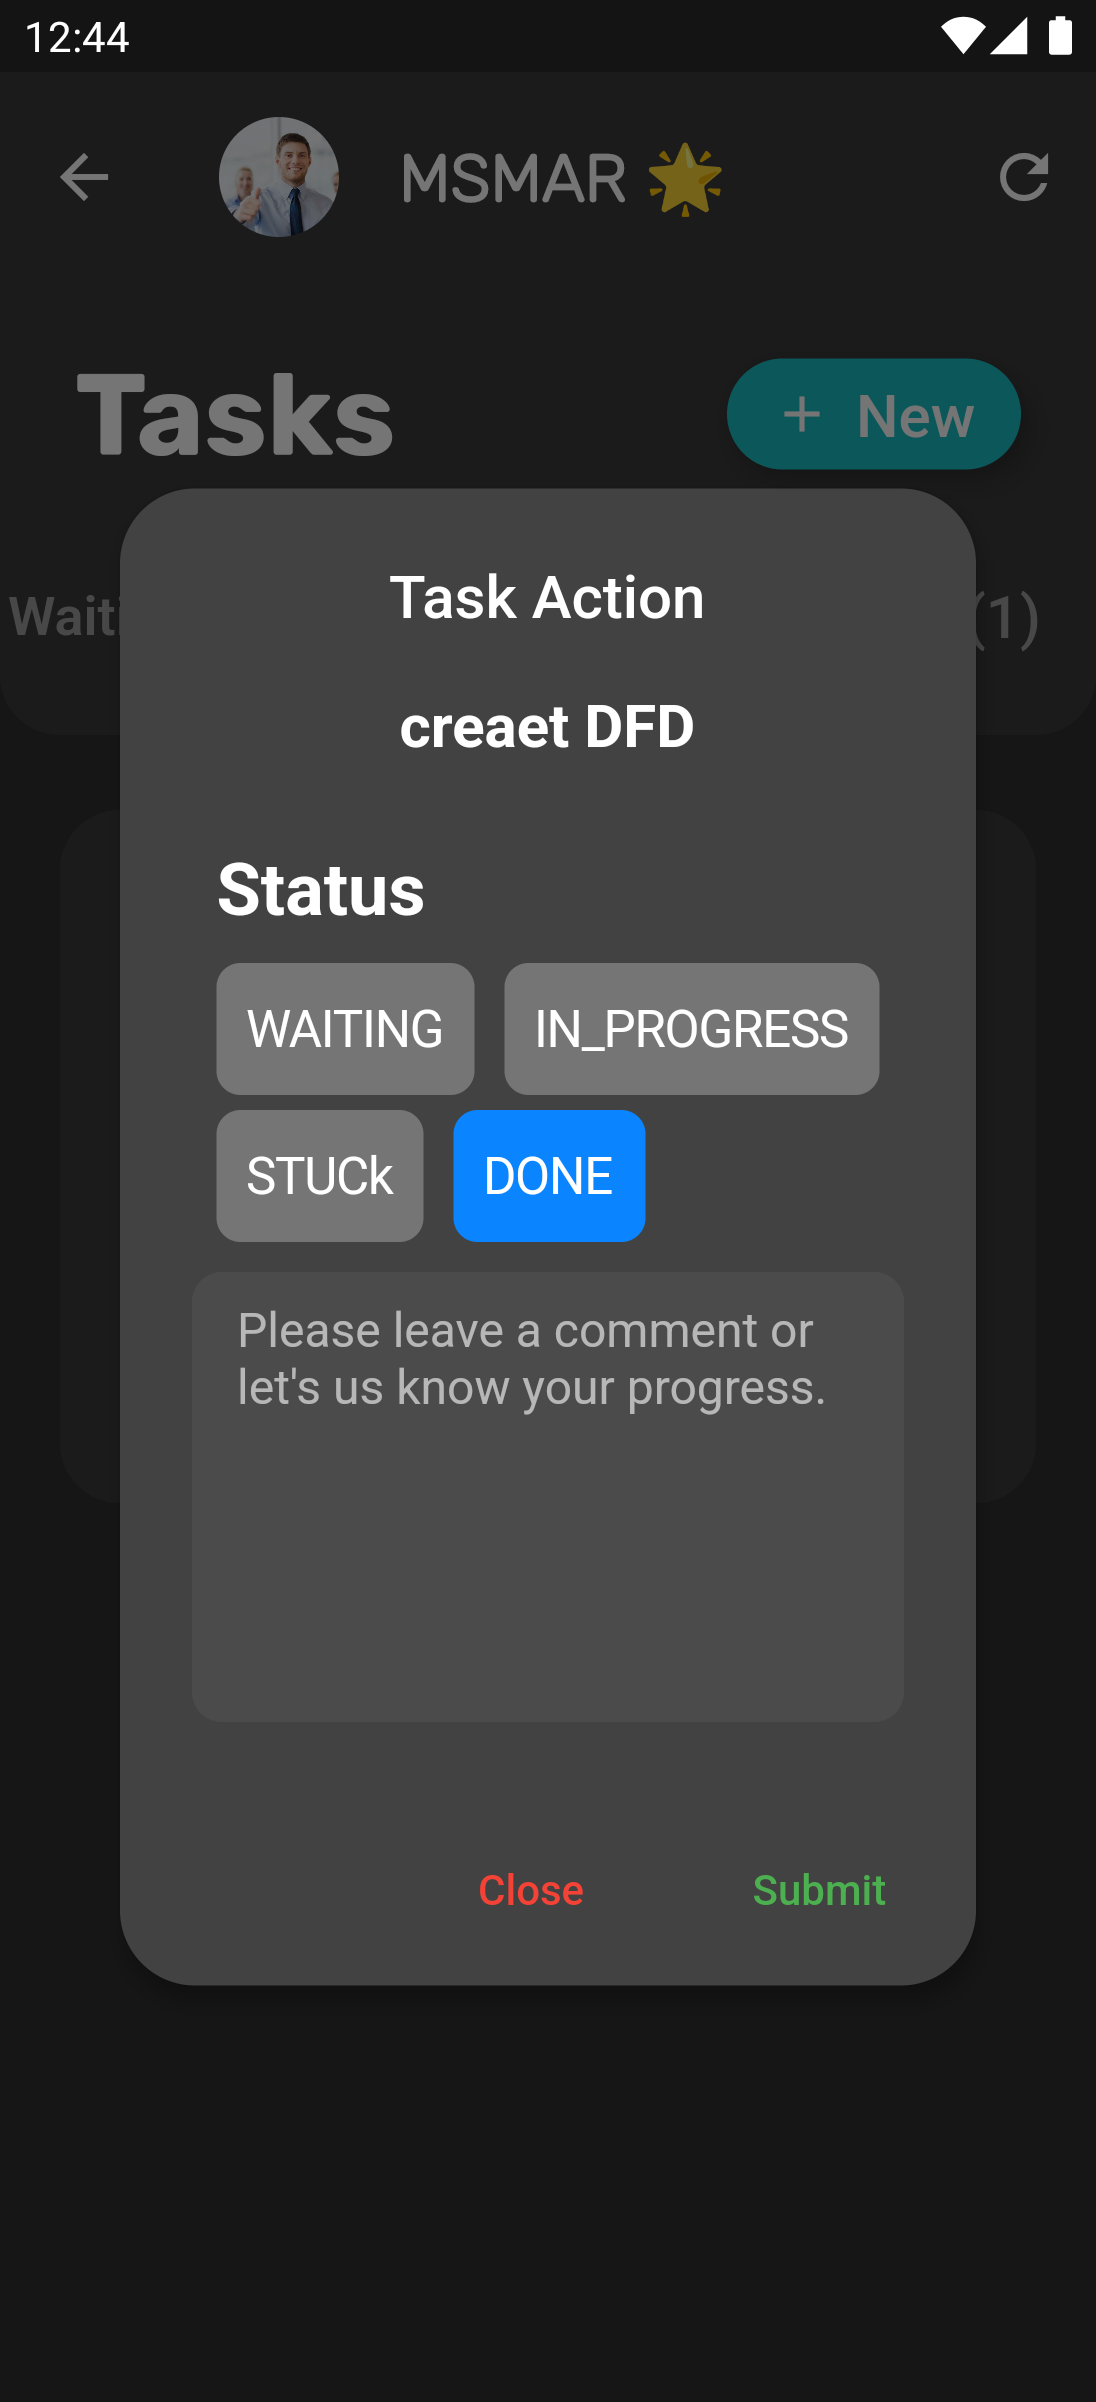 12:44
MSMAR 🌟
Tasks
+ New
Waiti
(1)
Task Action
creaet DFD
Status
WAITING IN_PROGRESS
STUCk DONE
Please leave a comment or
let's us know your progress.
Close Submit